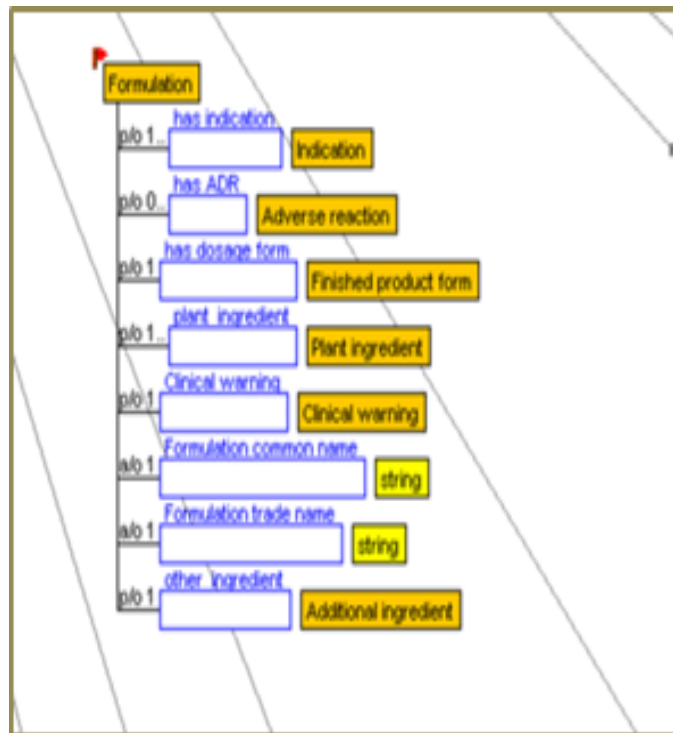 Formulation
has indication
p/o 1.. Indication
has ADR
p/o 0.. Adverse reaction
has dosage form
p/o 1 Finished product form
plant_ingredient
p/o 1.. Plant ingredient
Clinical warning
p/o 1 Clinical warning
Formulation common name
a/o 1 string
Formulation trade name
a/o 1 string
other_ingredient
p/o 1 Additional ingredient